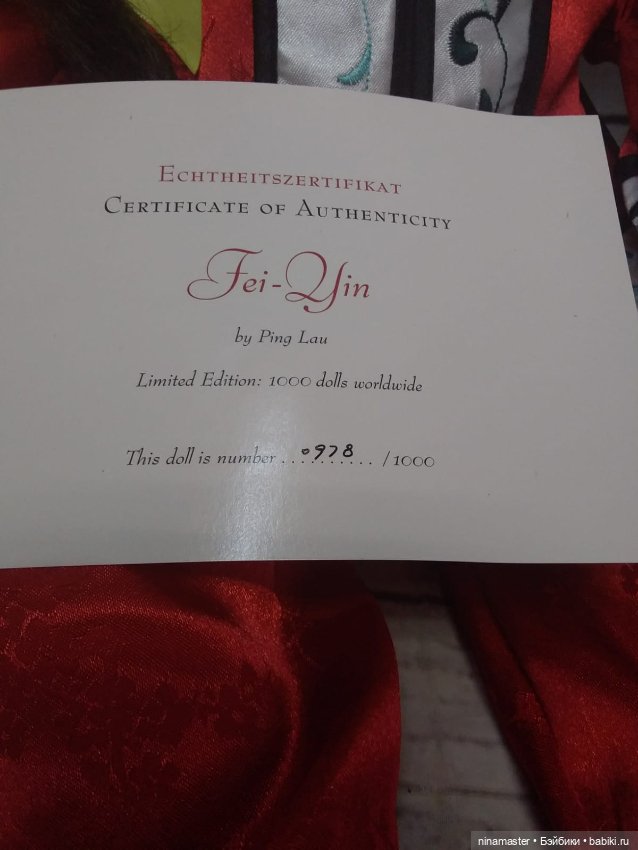 Echtheitszertifikat
Certificate of Authenticity
Fei-Yin
by Ping Lau
Limited Edition: 1000 dolls worldwide
This doll is number ..0978.. /1000
ninamaster • Бэйбики • babiki.ru